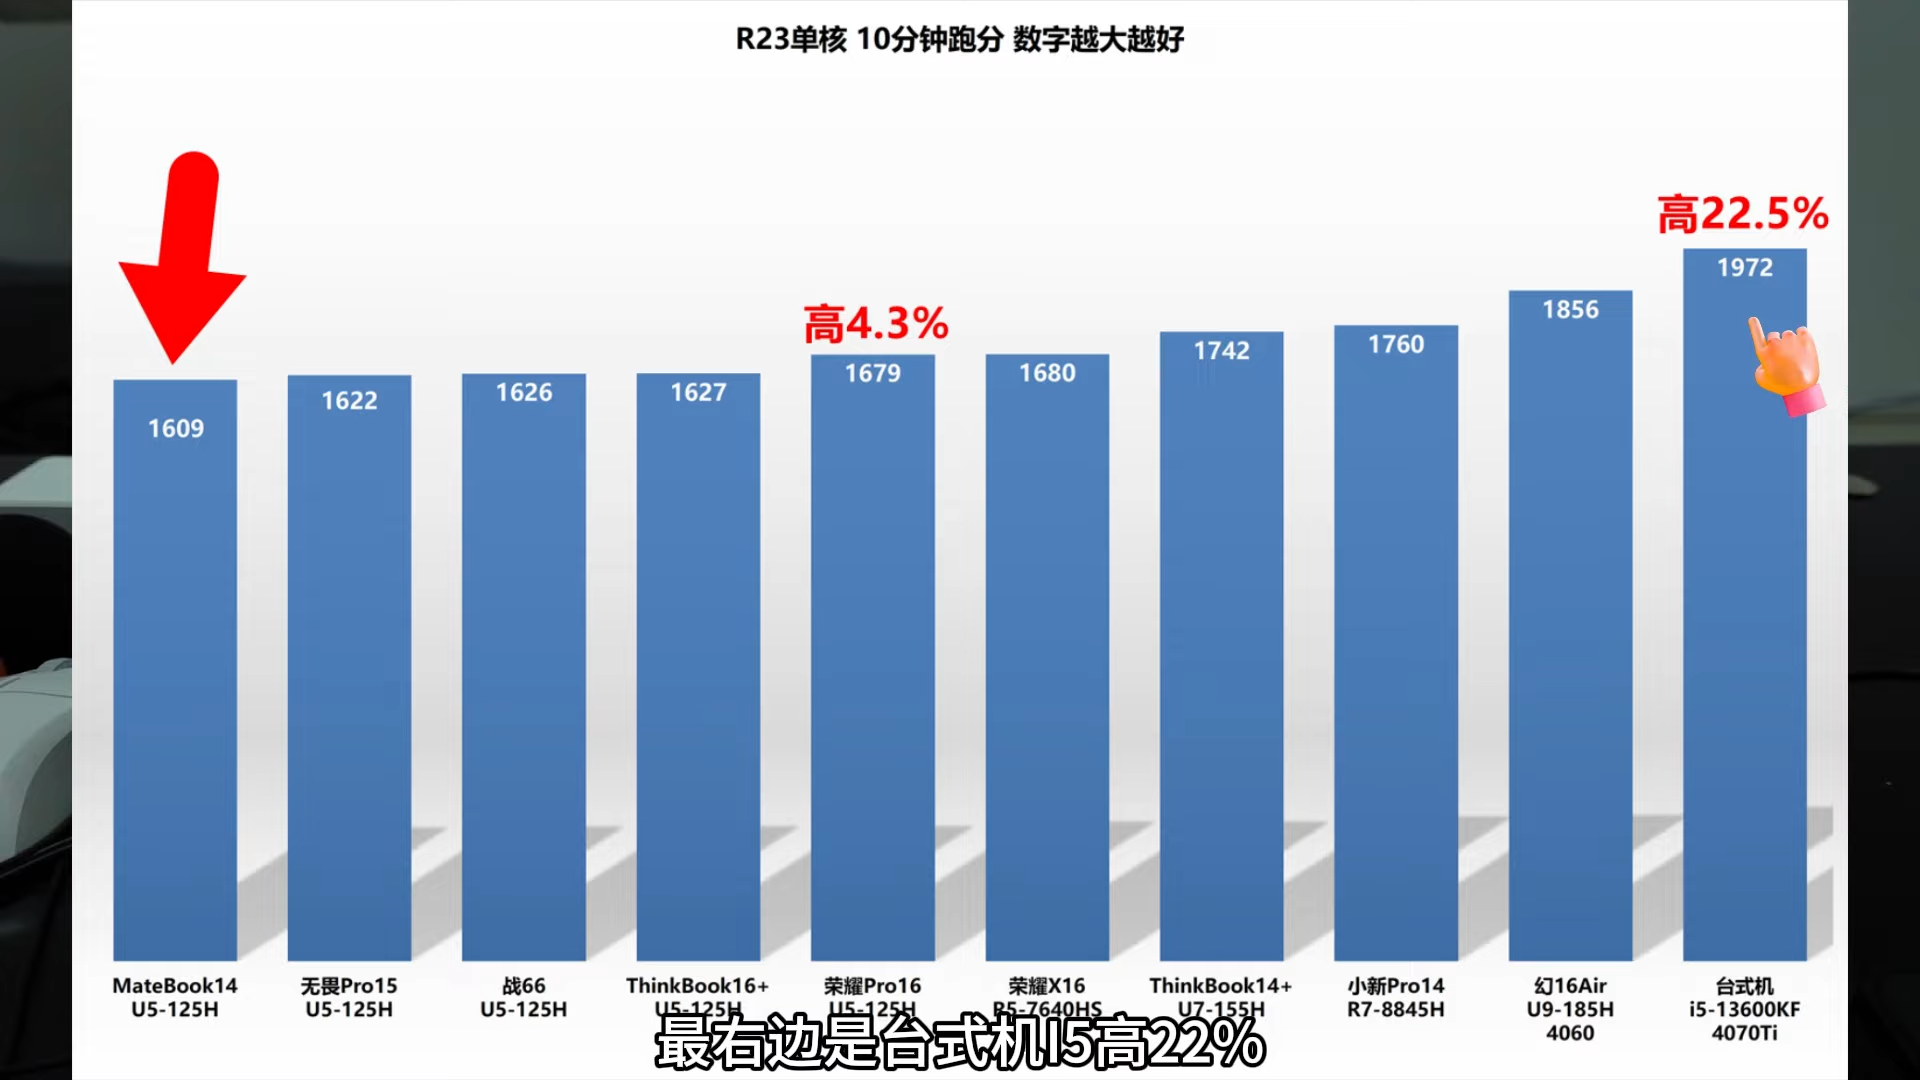 R23单核 10分钟跑分 数字越大越好
高22.5%
高4.3%
1609
1622
1626
1627
1679
1680
1742
1760
1856
1972
MateBook14
U5-125H
无畏Pro15
U5-125H
战66
U5-125H
ThinkBook16+
U5-125H
荣耀Pro16
U5-125H
荣耀X16
R5-7640HS
ThinkBook14+
U7-155H
小新Pro14
R7-8845H
幻16Air
U9-185H
4060
台式机
i5-13600KF
4070Ti
最右边是台式机I5高22%